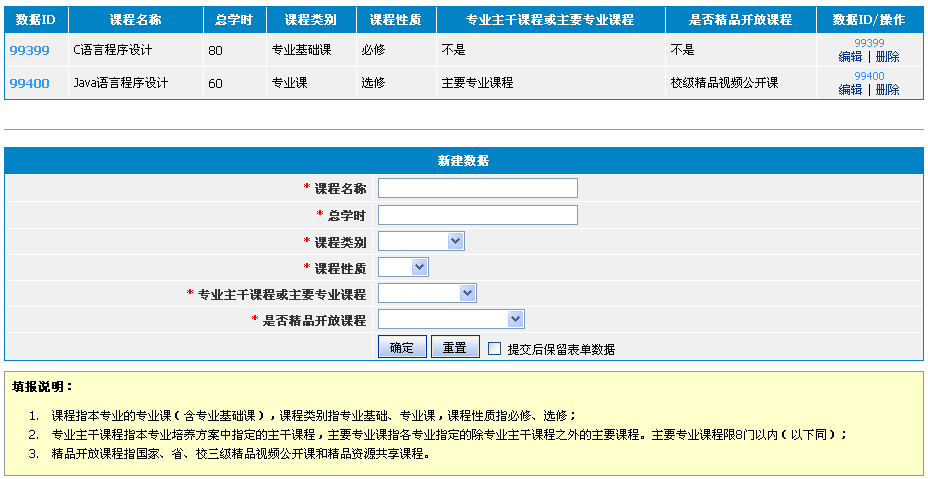 数据ID 课程名称 总学时 课程类别 课程性质 专业主干课程或主要专业课程 是否精品开放课程 数据ID/操作
99399 C语言程序设计 80 专业基础课 必修 不是 不是 99399
编辑 | 删除
99400 Java语言程序设计 60 专业课 选修 主要专业课程 校级精品视频公开课 99400
编辑 | 删除
新建数据
* 课程名称
* 总学时
* 课程类别
* 课程性质
* 专业主干课程或主要专业课程
* 是否精品开放课程
确定 重置 提交后保留表单数据
填报说明：
1. 课程指本专业的专业课（含专业基础课），课程类别指专业基础、专业课，课程性质指必修、选修；
2. 专业主干课程指本专业培养方案中指定的主干课程，主要专业课指各专业指定的除专业主干课程之外的主要课程。主要专业课程限8门以内（以下同）；
3. 精品开放课程指国家、省、校三级精品视频公开课和精品资源共享课程。